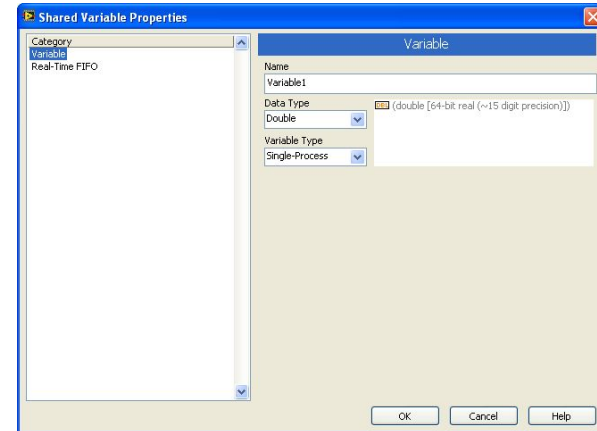 Shared Variable Properties
Category
Variable
Real-Time FIFO
Variable
Name
Variable1
Data Type
Double
(double [64-bit real (~15 digit precision)])
Variable Type
Single-Process
OK
Cancel
Help